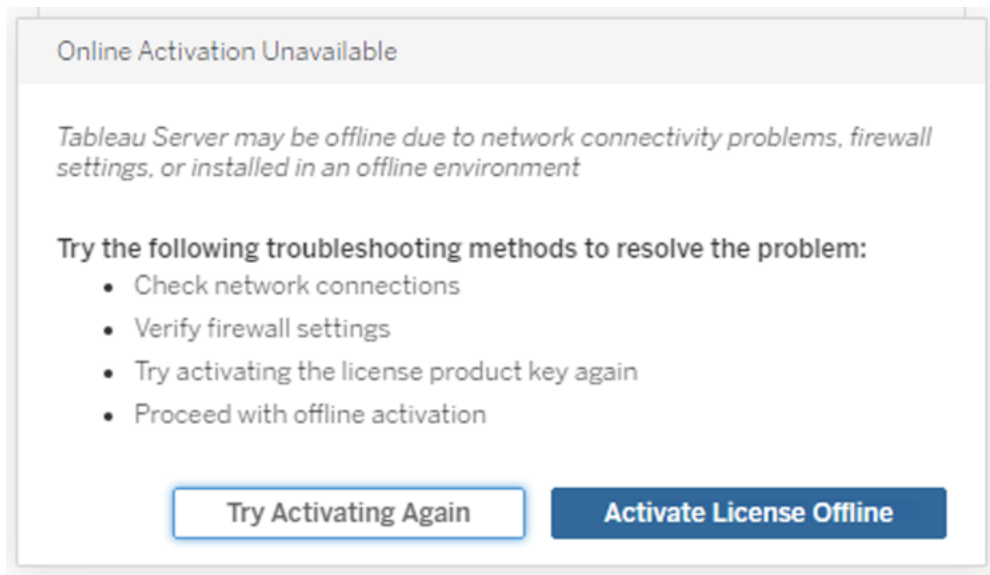 Online Activation Unavailable
Tableau Server may be offline due to network connectivity problems, firewall
settings, or installed in an offline environment
Try the following troubleshooting methods to resolve the problem:
• Check network connections
• Verify firewall settings
• Try activating the license product key again
• Proceed with offline activation
Try Activating Again
Activate License Offline